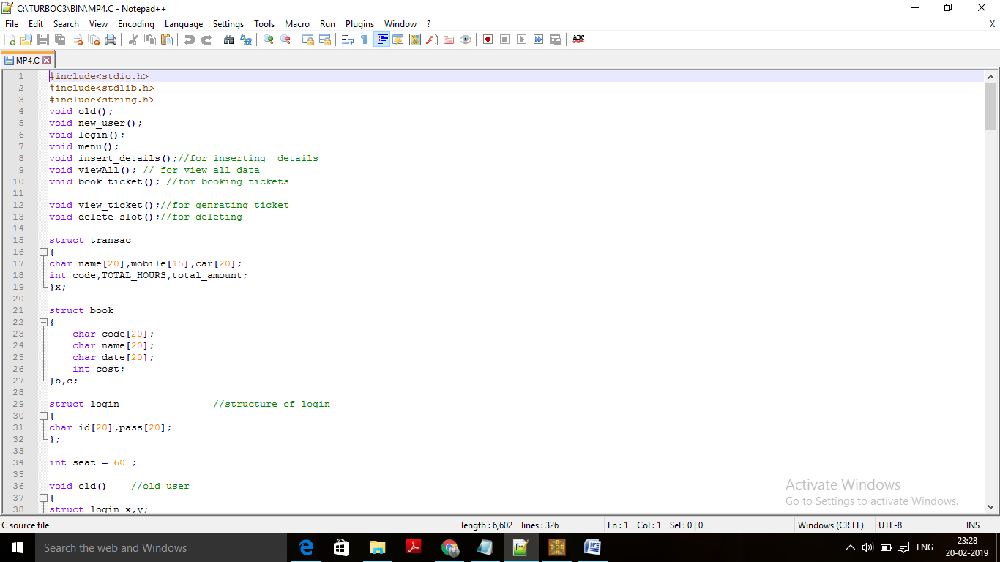 C:\TURBOC3\BIN\MP4.C - Notepad++
File Edit Search View Encoding Language Settings Tools Macro Run Plugins Window ? X
ABC
MP4.C
1 #include<stdio.h>
2 #include<stdlib.h>
3 #include<string.h>
4 void old();
5 void new_user();
6 void login();
7 void menu();
8 void insert_details();//for inserting  details
9 void viewAll(); // for view all data
10 void book_ticket(); //for booking tickets
11
12 void view_ticket();//for genrating ticket
13 void delete_slot();//for deleting
14
15 struct transac
16 {
17 char name[20],mobile[15],car[20];
18 int code,TOTAL_HOURS,total_amount;
19 }x;
20
21 struct book
22 {
23     char code[20];
24     char name[20];
25     char date[20];
26     int cost;
27 }b,c;
28
29 struct login                //structure of login
30 {
31 char id[20],pass[20];
32 };
33
34 int seat = 60 ;
35
36 void old()    //old user
37 {
38 struct login x,y;
Activate Windows
Go to Settings to activate Windows.
C source file length : 6,602 lines : 326 Ln : 1 Col : 1 Sel : 0 | 0 Windows (CR LF) UTF-8 INS
Search the web and Windows
ENG
23:28
20-02-2019